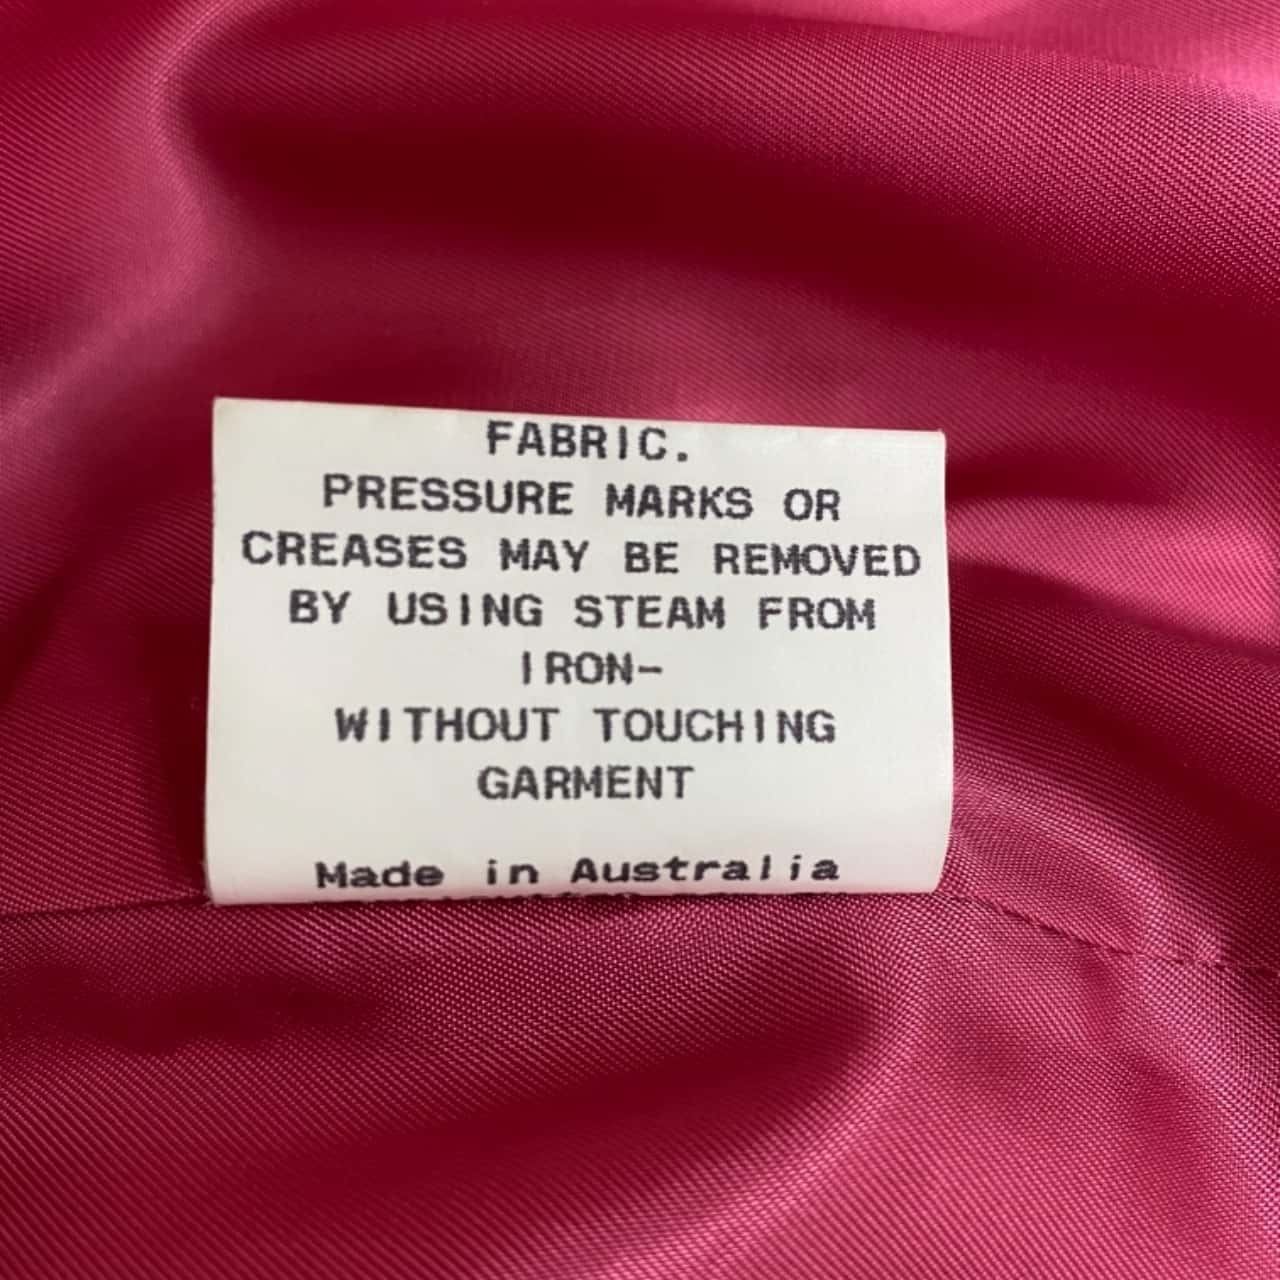 FABRIC.
PRESSURE MARKS OR
CREASES MAY BE REMOVED
BY USING STEAM FROM
IRON-
WITHOUT TOUCHING
GARMENT
Made in Australia